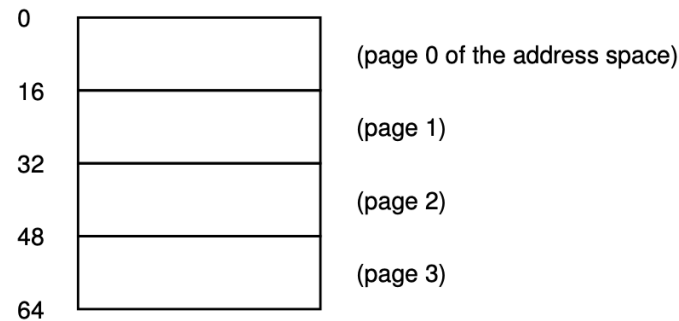 0
(page 0 of the address space)
16
(page 1)
32
(page 2)
48
(page 3)
64